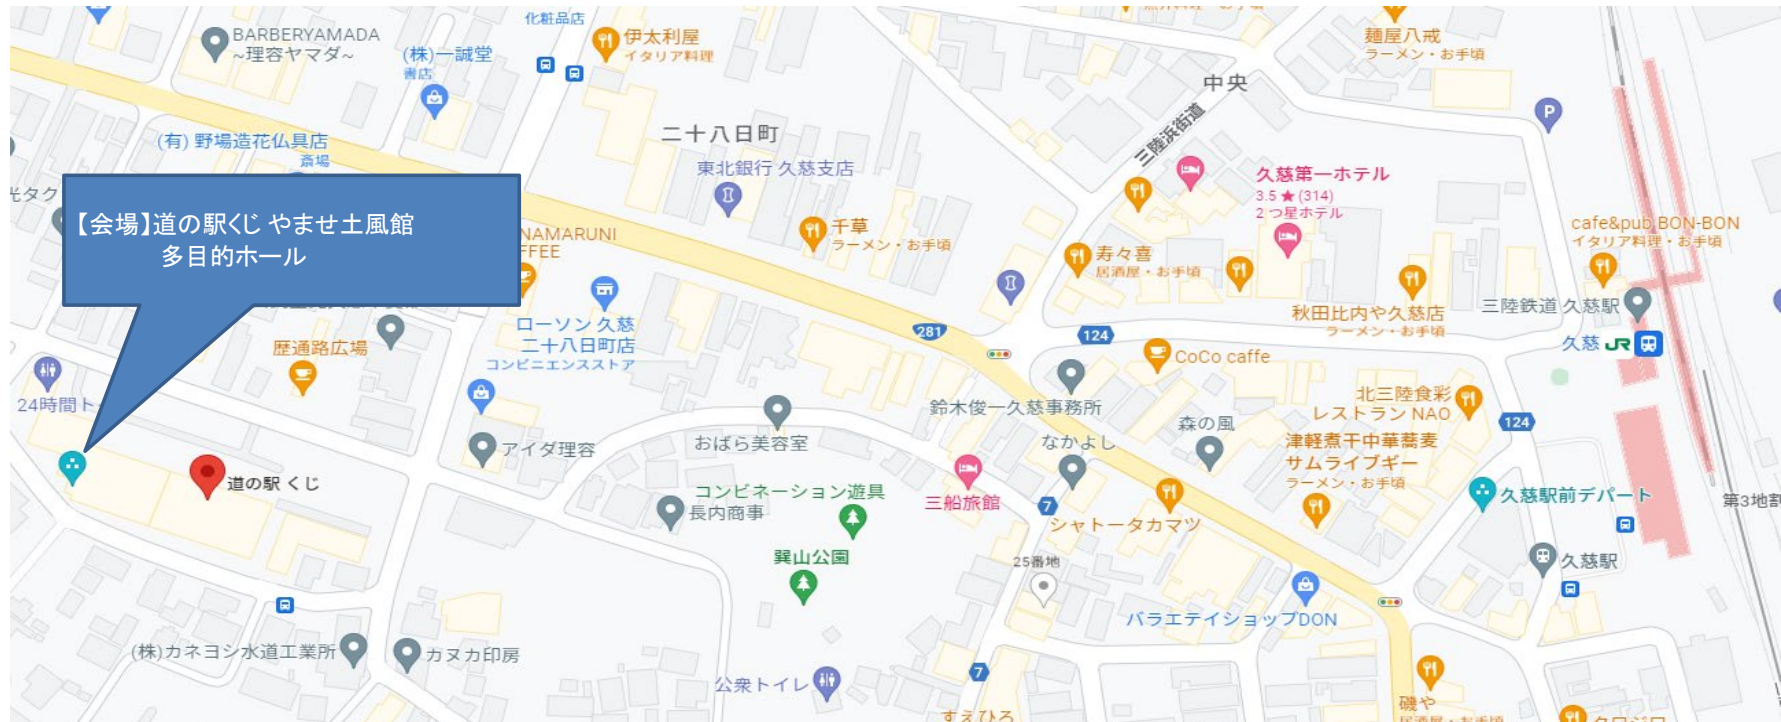 化粧品店
BARBERYAMADA
~理容ヤマダ~
(株)一誠堂
書店
伊太利屋
イタリア料理
麺屋八戒
ラーメン・お手頃
中央
三陸浜街道
(有) 野場造花仏具店
斎場
二十八日町
東北銀行 久慈支店
久慈第一ホテル
3.5 ★ (314)
2 つ星ホテル
光タク
【会場】道の駅くじ やませ土風館
多目的ホール
NAMARUNI
FFEE
千草
ラーメン・お手頃
寿々喜
居酒屋・お手頃
cafe&pub BON-BON
イタリア料理・お手頃
秋田比内や久慈店
ラーメン・お手頃
三陸鉄道 久慈駅
久慈 JR
ローソン 久慈
二十八日町店
コンビニエンスストア
281
124
CoCo caffe
歴通路広場
24時間ト
鈴木俊一久慈事務所
北三陸食彩
レストラン NAO
124
森の風
アイダ理容
おばら美容室
なかよし
津軽煮干中華蕎麦
サムライブギー
ラーメン・お手頃
道の駅 くじ
コンビネーション遊具
長内商事
三船旅館
7
シャトータカマツ
久慈駅前デパート
第3地割
巽山公園
25番地
久慈駅
バラエテイショップDON
(株)カネヨシ水道工業所
カヌカ印房
公衆トイレ
7
すえひろ
磯や
P